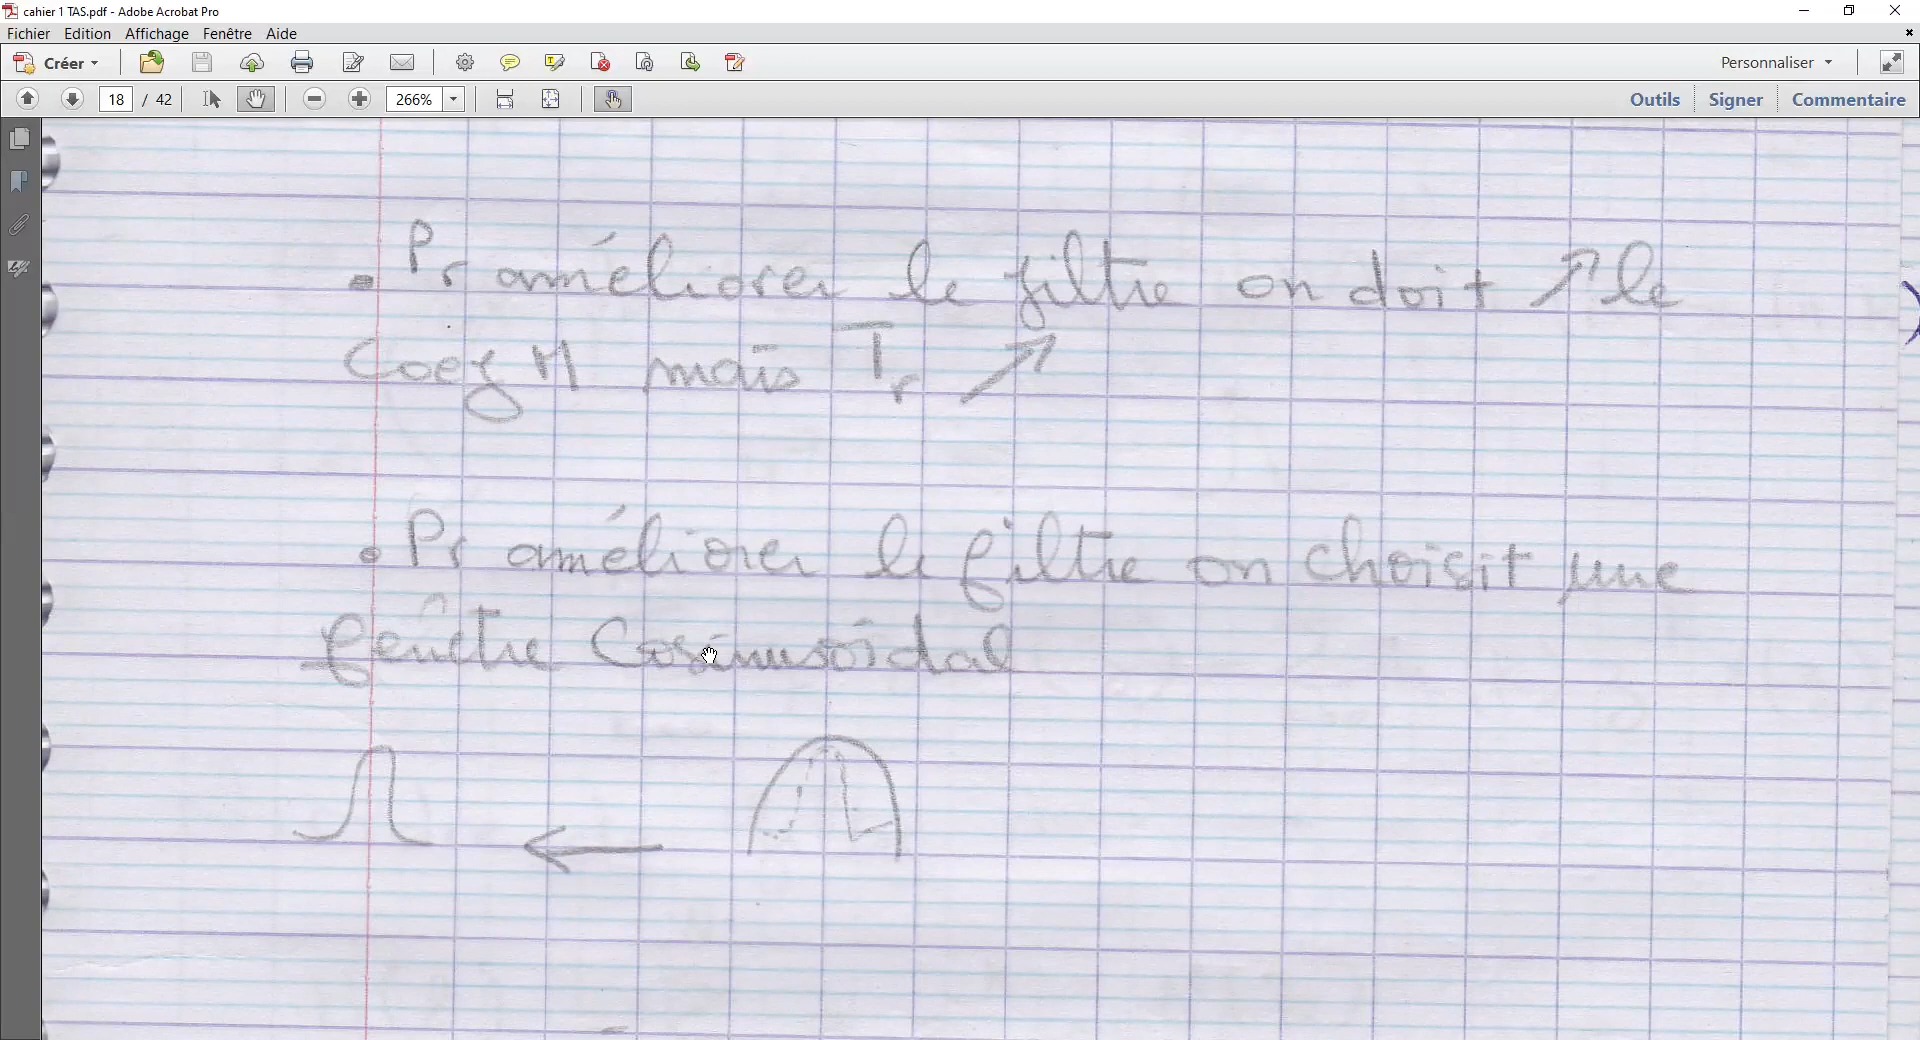 cahier 1 TAS.pdf - Adobe Acrobat Pro
Fichier Edition Affichage Fenêtre Aide
Créer Personnaliser
18 / 42 266% Outils Signer Commentaire
• Pr améliorer le filtre on doit ↗ le
Coef M mais Tr ↗
• Pr améliorer le filtre on choisit une
fenêtre Cosinusoïdal